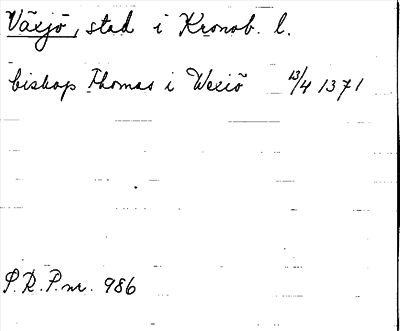 Växjö, stad i Kronob. l.
biskop Thomas i Wexiö 13/4 1371
P.R.P. nr. 986